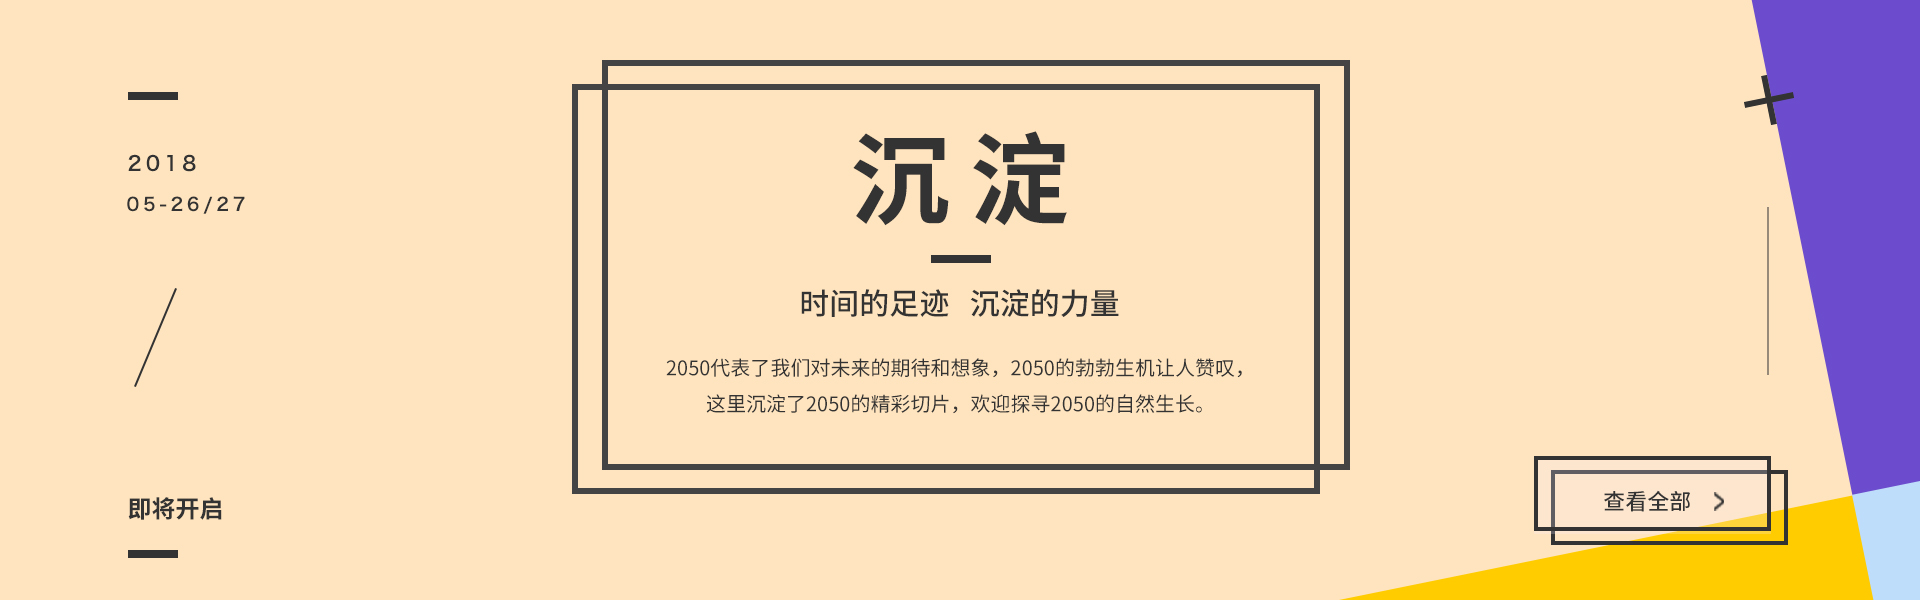 2018
05-26/27
即将开启
沉淀
时间的足迹 沉淀的力量
2050代表了我们对未来的期待和想象，2050的勃勃生机让人赞叹，
这里沉淀了2050的精彩切片，欢迎探寻2050的自然生长。
查看全部